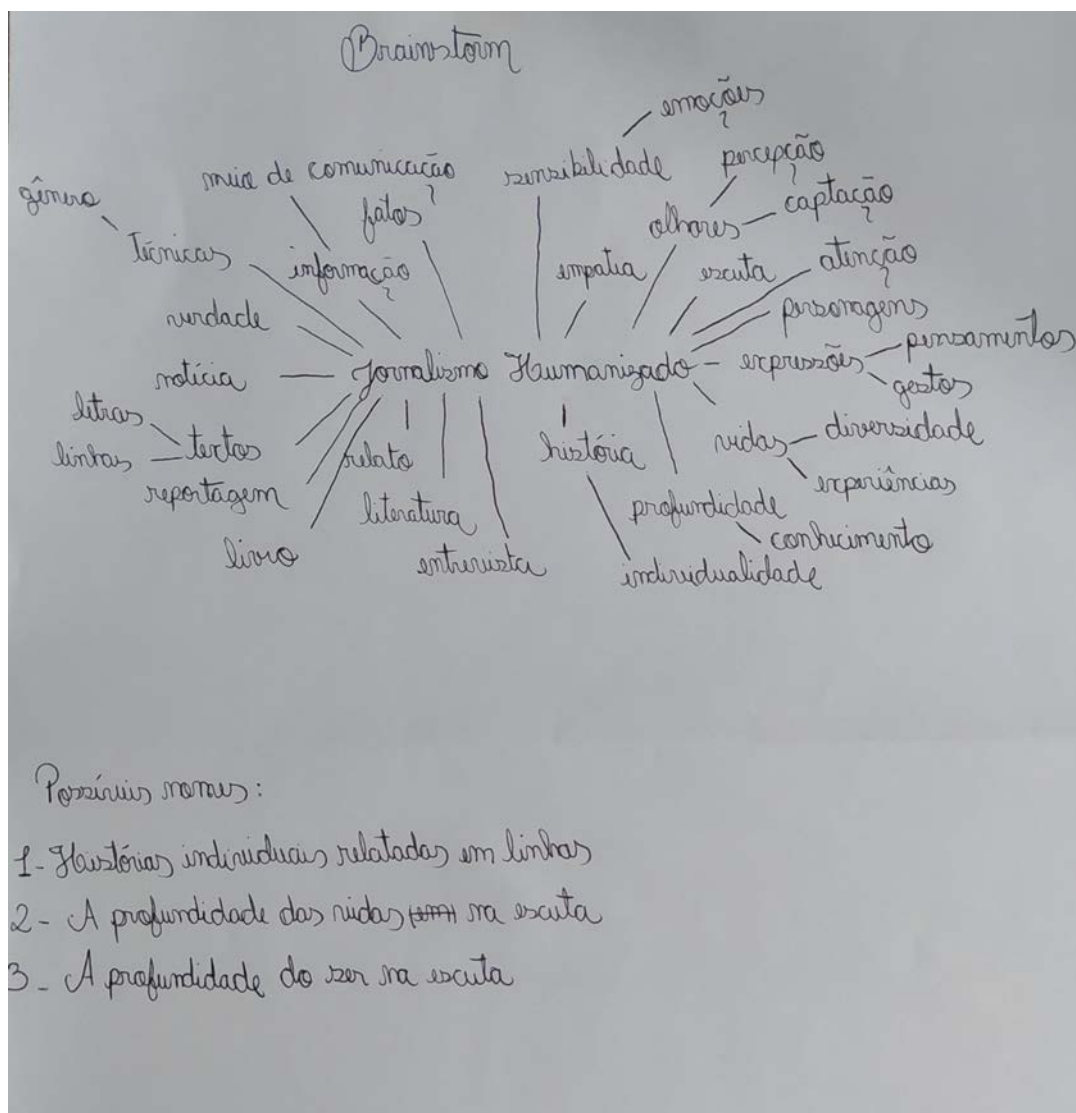 Brainstorm
emoções
meio de comunicação
sensibilidade
percepção
gênero
fatos
olhares
captação
Técnicas
informação
empatia
escuta
atenção
verdade
personagens
notícia
Jornalismo Humanizado
expressões
pensamentos
gestos
letras
linhas
textos
relato
história
vidas
diversidade
reportagem
experiências
literatura
profundidade
livro
entrevista
conhecimento
individualidade
Possíveis nomes:
1- Histórias individuais relatadas em linhas
2- A profundidade das vidas na escuta
3- A profundidade do ser na escuta